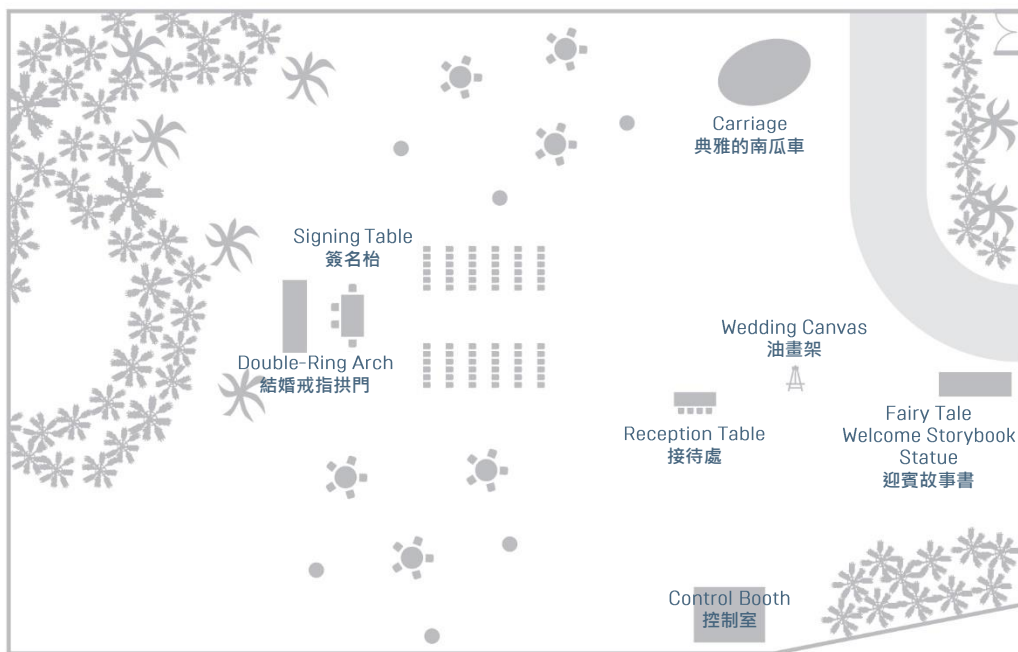 Carriage
典雅的南瓜車
Signing Table
簽名枱
Double-Ring Arch
結婚戒指拱門
Wedding Canvas
油畫架
Reception Table
接待處
Fairy Tale
Welcome Storybook
Statue
迎賓故事書
Control Booth
控制室